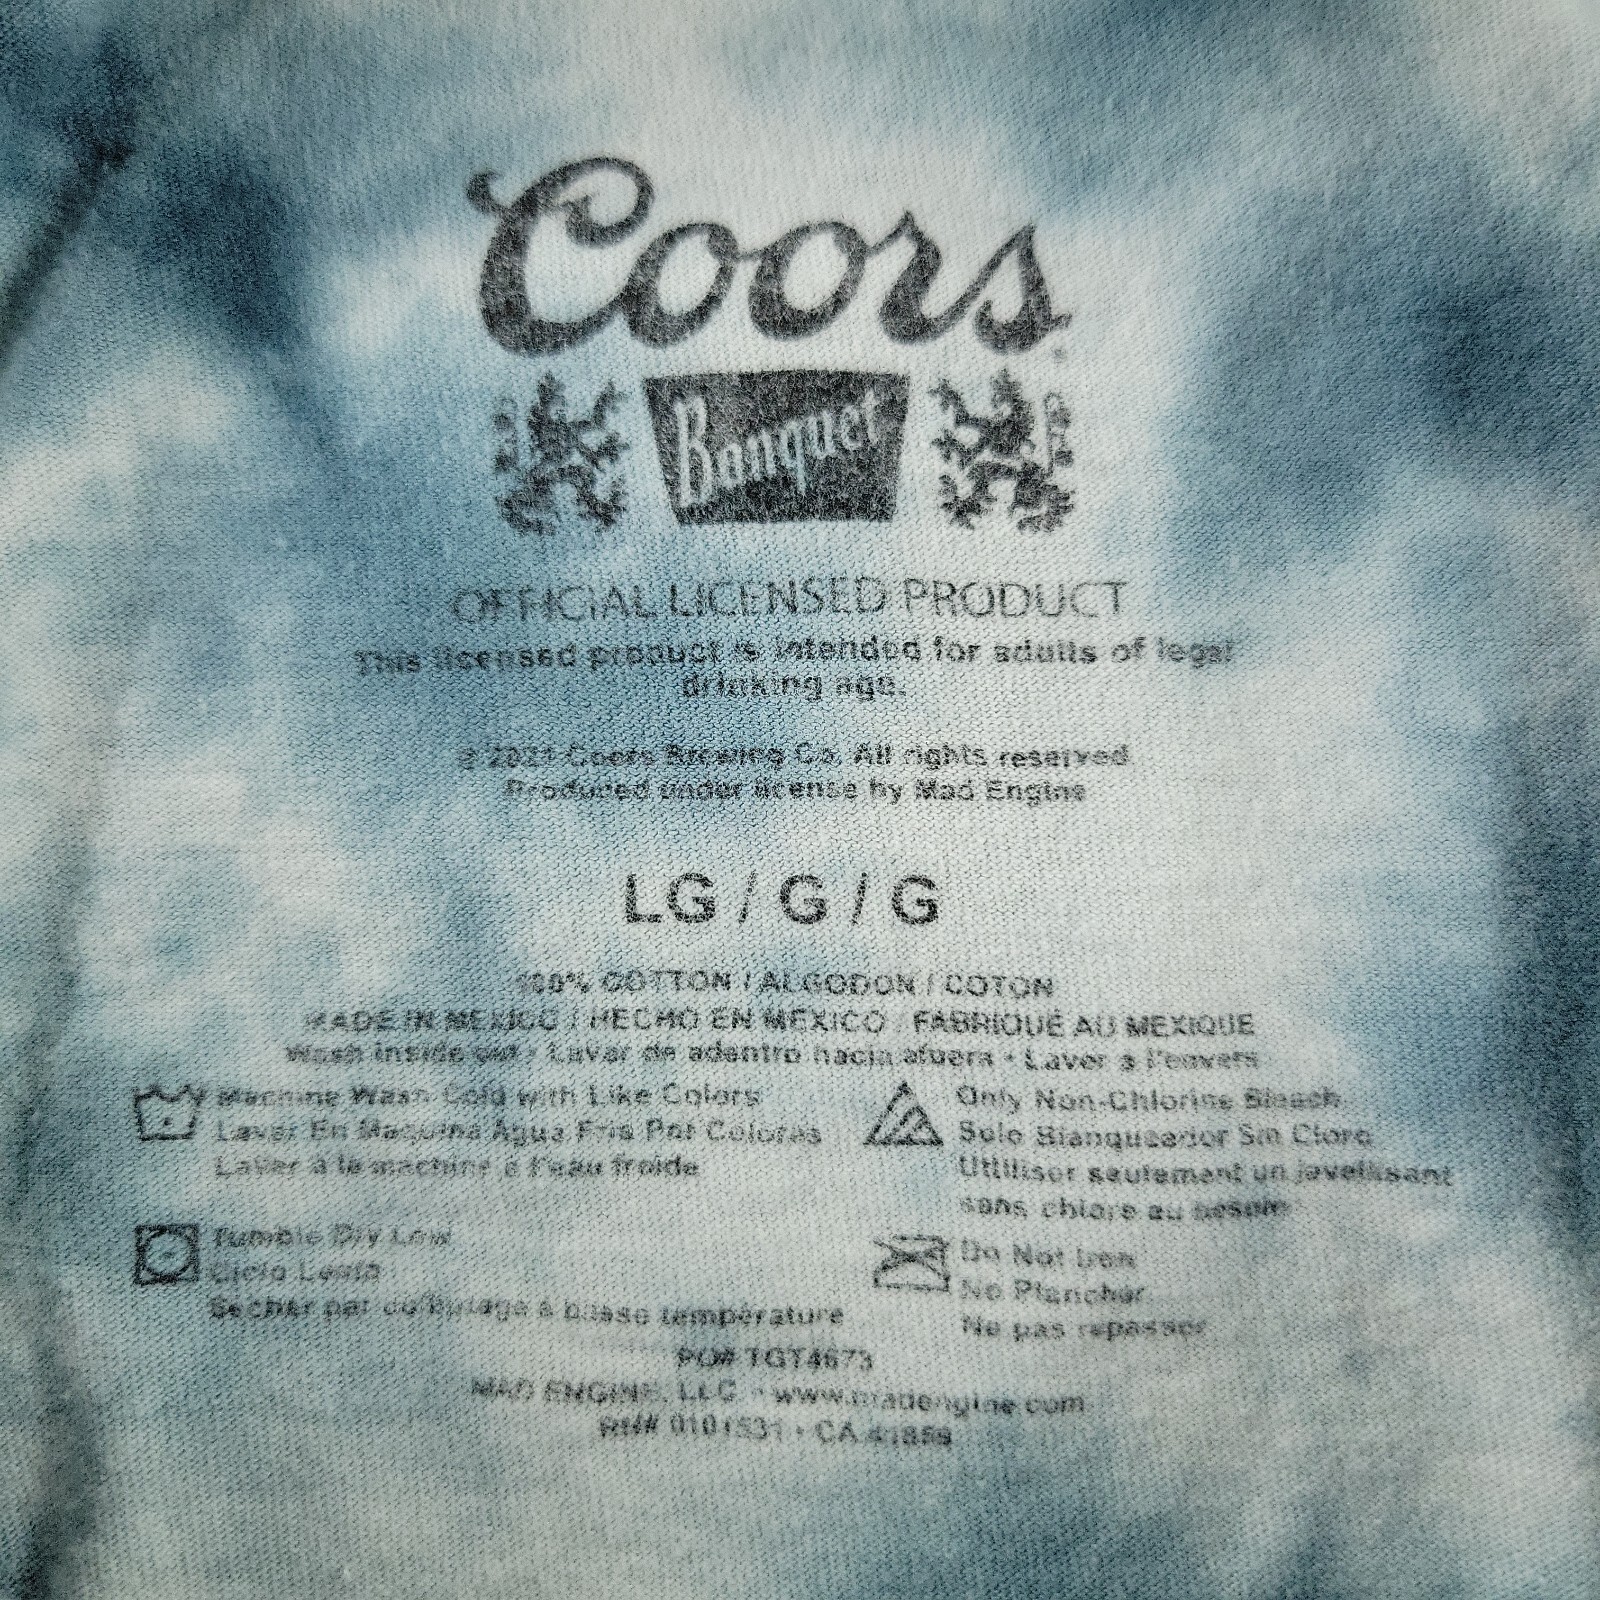 Coors
Banquet
OFFICIAL LICENSED PRODUCT
This licensed product is intended for adults of legal
drinking age.
© 2021 Coors Brewing Co. All rights reserved
Produced under license by Mad Engine
LG / G / G
100% COTTON / ALGODON / COTON
MADE IN MEXICO / HECHO EN MEXICO / FABRIQUÉ AU MEXIQUE
Wash inside out • Lavar de adentro hacia afuera • Laver à l'envers
Machine Wash Cold with Like Colors
Lavar En Maquina Agua Fria Por Colores
Laver à la machine à l'eau froide
Only Non-Chlorine Bleach
Solo Blanqueador Sin Cloro
Utiliser seulement un javellisant
sans chlore au besoin
Tumble Dry Low
Ciclo Lento
Sécher par culbutage à basse température
Do Not Iron
No Planchar
Ne pas repasser
PO# TGT4673
MAD ENGINE, LLC • www.madengine.com
RN# 0101531 • CA